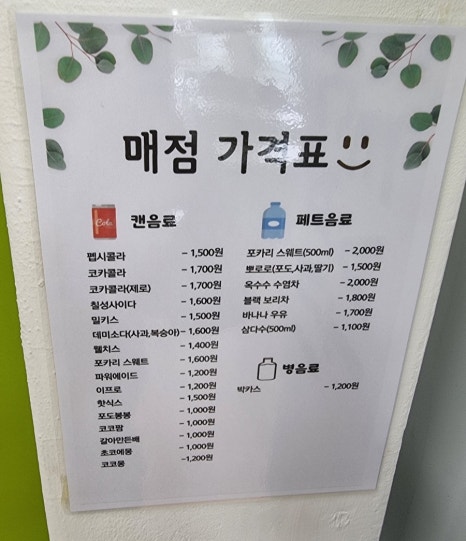 매점 가격표
Coke
캔음료
펩시콜라 - 1,500원
코카콜라 - 1,700원
코카콜라(제로) - 1,700원
칠성사이다 - 1,600원
밀키스 - 1,500원
데미소다(사과,복숭아) - 1,600원
웰치스 - 1,400원
포카리 스웨트 - 1,600원
파워에이드 - 1,200원
이프로 - 1,200원
핫식스 - 1,500원
포도봉봉 - 1,000원
코코팜 - 1,000원
갈아만든배 - 1,000원
초코에몽 - 1,000원
코코몽 -1,200원
페트음료
포카리 스웨트(500ml) - 2,000원
뽀로로(포도,사과,딸기) - 1,500원
옥수수 수염차 - 2,000원
블랙 보리차 - 1,800원
바나나 우유 - 1,700원
삼다수(500ml) - 1,100원
병음료
박카스 - 1,200원